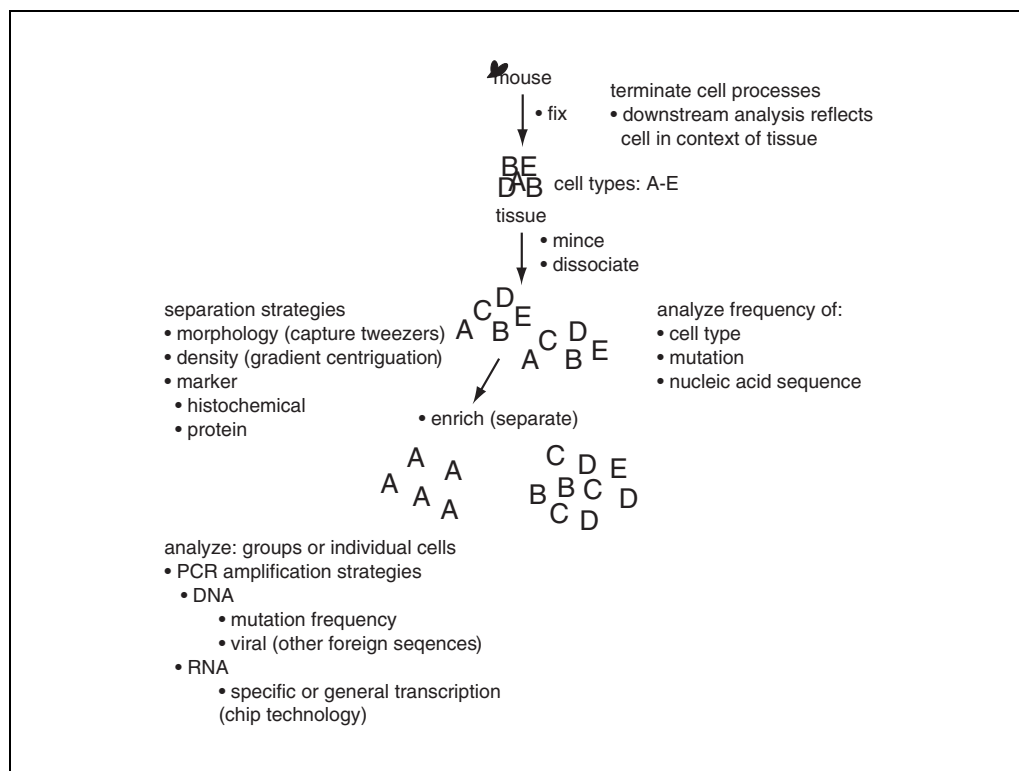 mouse
• fix
terminate cell processes
• downstream analysis reflects
cell in context of tissue
BE
DAB
cell types: A-E
tissue
• mince
• dissociate
separation strategies
• morphology (capture tweezers)
• density (gradient centriguation)
• marker
• histochemical
• protein
A C D B E
A C D B E
analyze frequency of:
• cell type
• mutation
• nucleic acid sequence
• enrich (separate)
A A A A A
C D E
B B C D
C D
analyze: groups or individual cells
• PCR amplification strategies
• DNA
• mutation frequency
• viral (other foreign seqences)
• RNA
• specific or general transcription
(chip technology)